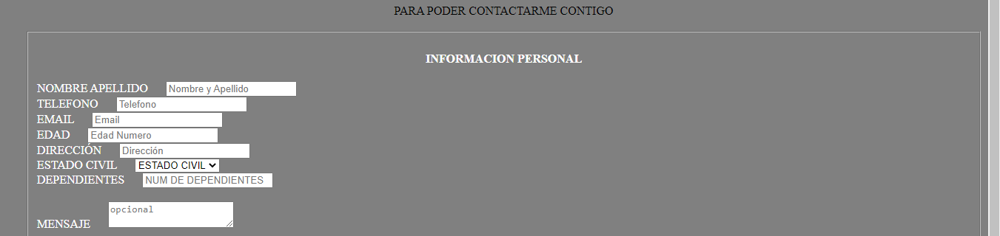 PARA PODER CONTACTARME CONTIGO
INFORMACION PERSONAL
NOMBRE APELLIDO Nombre y Apellido
TELEFONO Telefono
EMAIL Email
EDAD Edad Numero
DIRECCIÓN Dirección
ESTADO CIVIL ESTADO CIVIL
DEPENDIENTES NUM DE DEPENDIENTES
MENSAJE opcional